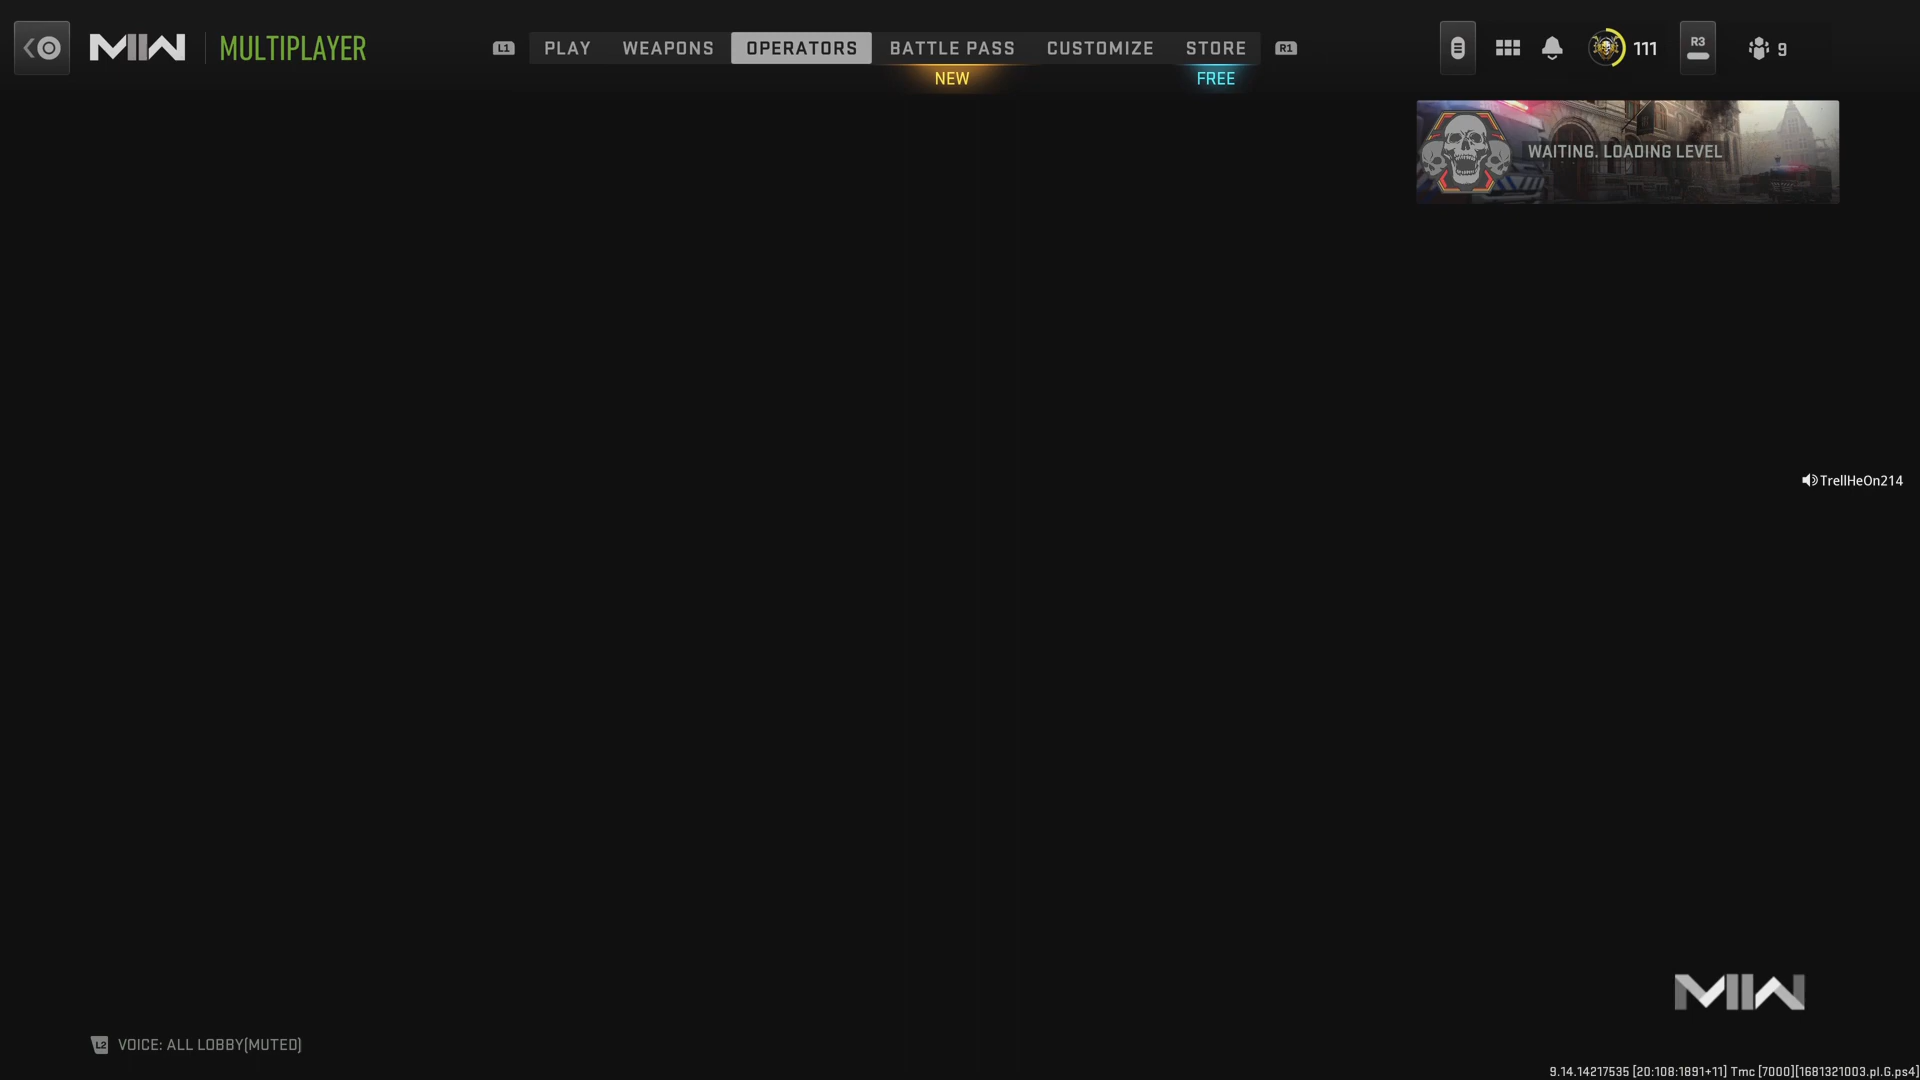 MW MULTIPLAYER
L1 PLAY WEAPONS OPERATORS BATTLE PASS CUSTOMIZE STORE R1
NEW FREE
111 R3 9
WAITING. LOADING LEVEL
TrellHeOn214
MW
L2 VOICE: ALL LOBBY(MUTED)
9.14.14217535 [20:108:1891+11] Tmc [7000][1681321003.pl.G.ps4]